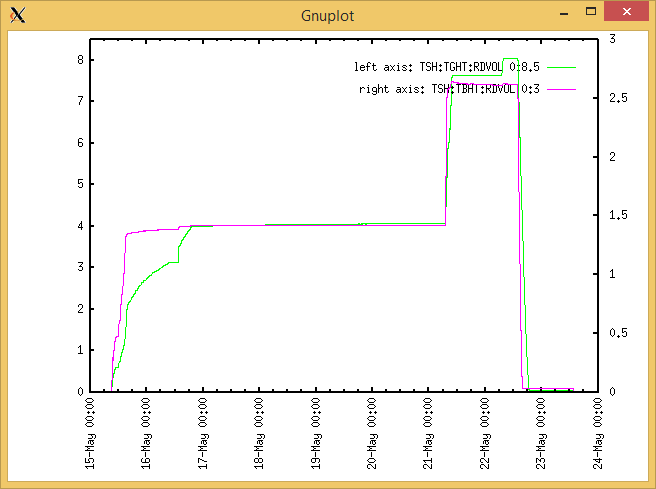 Gnuplot
left axis: TSH:TGHT:RDVOL 0:8.5
right axis: TSH:TBHT:RDVOL 0:3
8
7
6
5
4
3
2
1
0
3
2.5
2
1.5
1
0.5
0
15-May 00:00
16-May 00:00
17-May 00:00
18-May 00:00
19-May 00:00
20-May 00:00
21-May 00:00
22-May 00:00
23-May 00:00
24-May 00:00